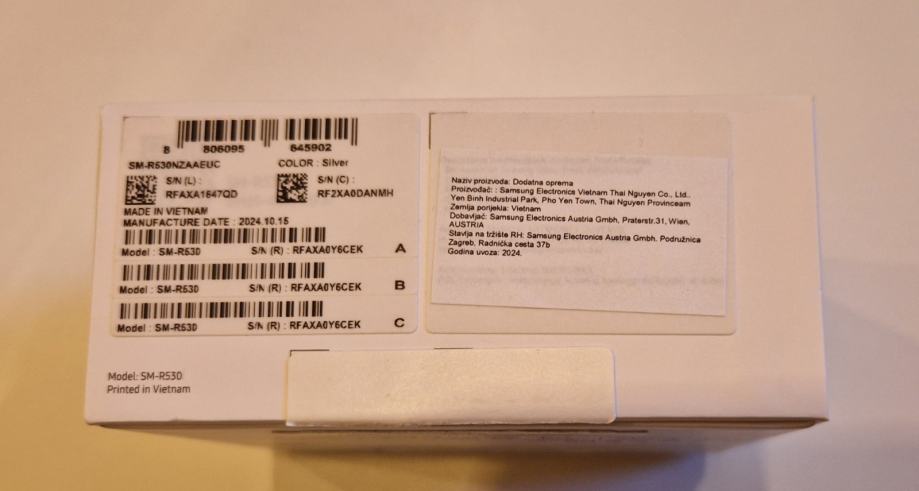 8 806095 645902
SM-R530NZAAEUC COLOR : Silver
S/N (L) : S/N (C) :
RFAXA1647QD RF2XA0DANMH
MADE IN VIETNAM
MANUFACTURE DATE : 2024.10.15
Model : SM-R530 S/N (R) : RFAXA0Y6CEK A
Model : SM-R530 S/N (R) : RFAXA0Y6CEK B
Model : SM-R530 S/N (R) : RFAXA0Y6CEK C
Model: SM-R530
Printed in Vietnam
Naziv proizvoda: Dodatna oprema
Proizvođač: : Samsung Electronics Vietnam Thai Nguyen Co., Ltd..
Yen Binh Industrial Park, Pho Yen Town, Thai Nguyen Provinceam
Zemlja porijekla: Vietnam
Dobavljač: Samsung Electronics Austria Gmbh, Praterstr.31, Wien,
AUSTRIA
Stavlja na tržište RH: Samsung Electronics Austria Gmbh. Podružnica
Zagreb, Radnička cesta 37b
Godina uvoza: 2024.